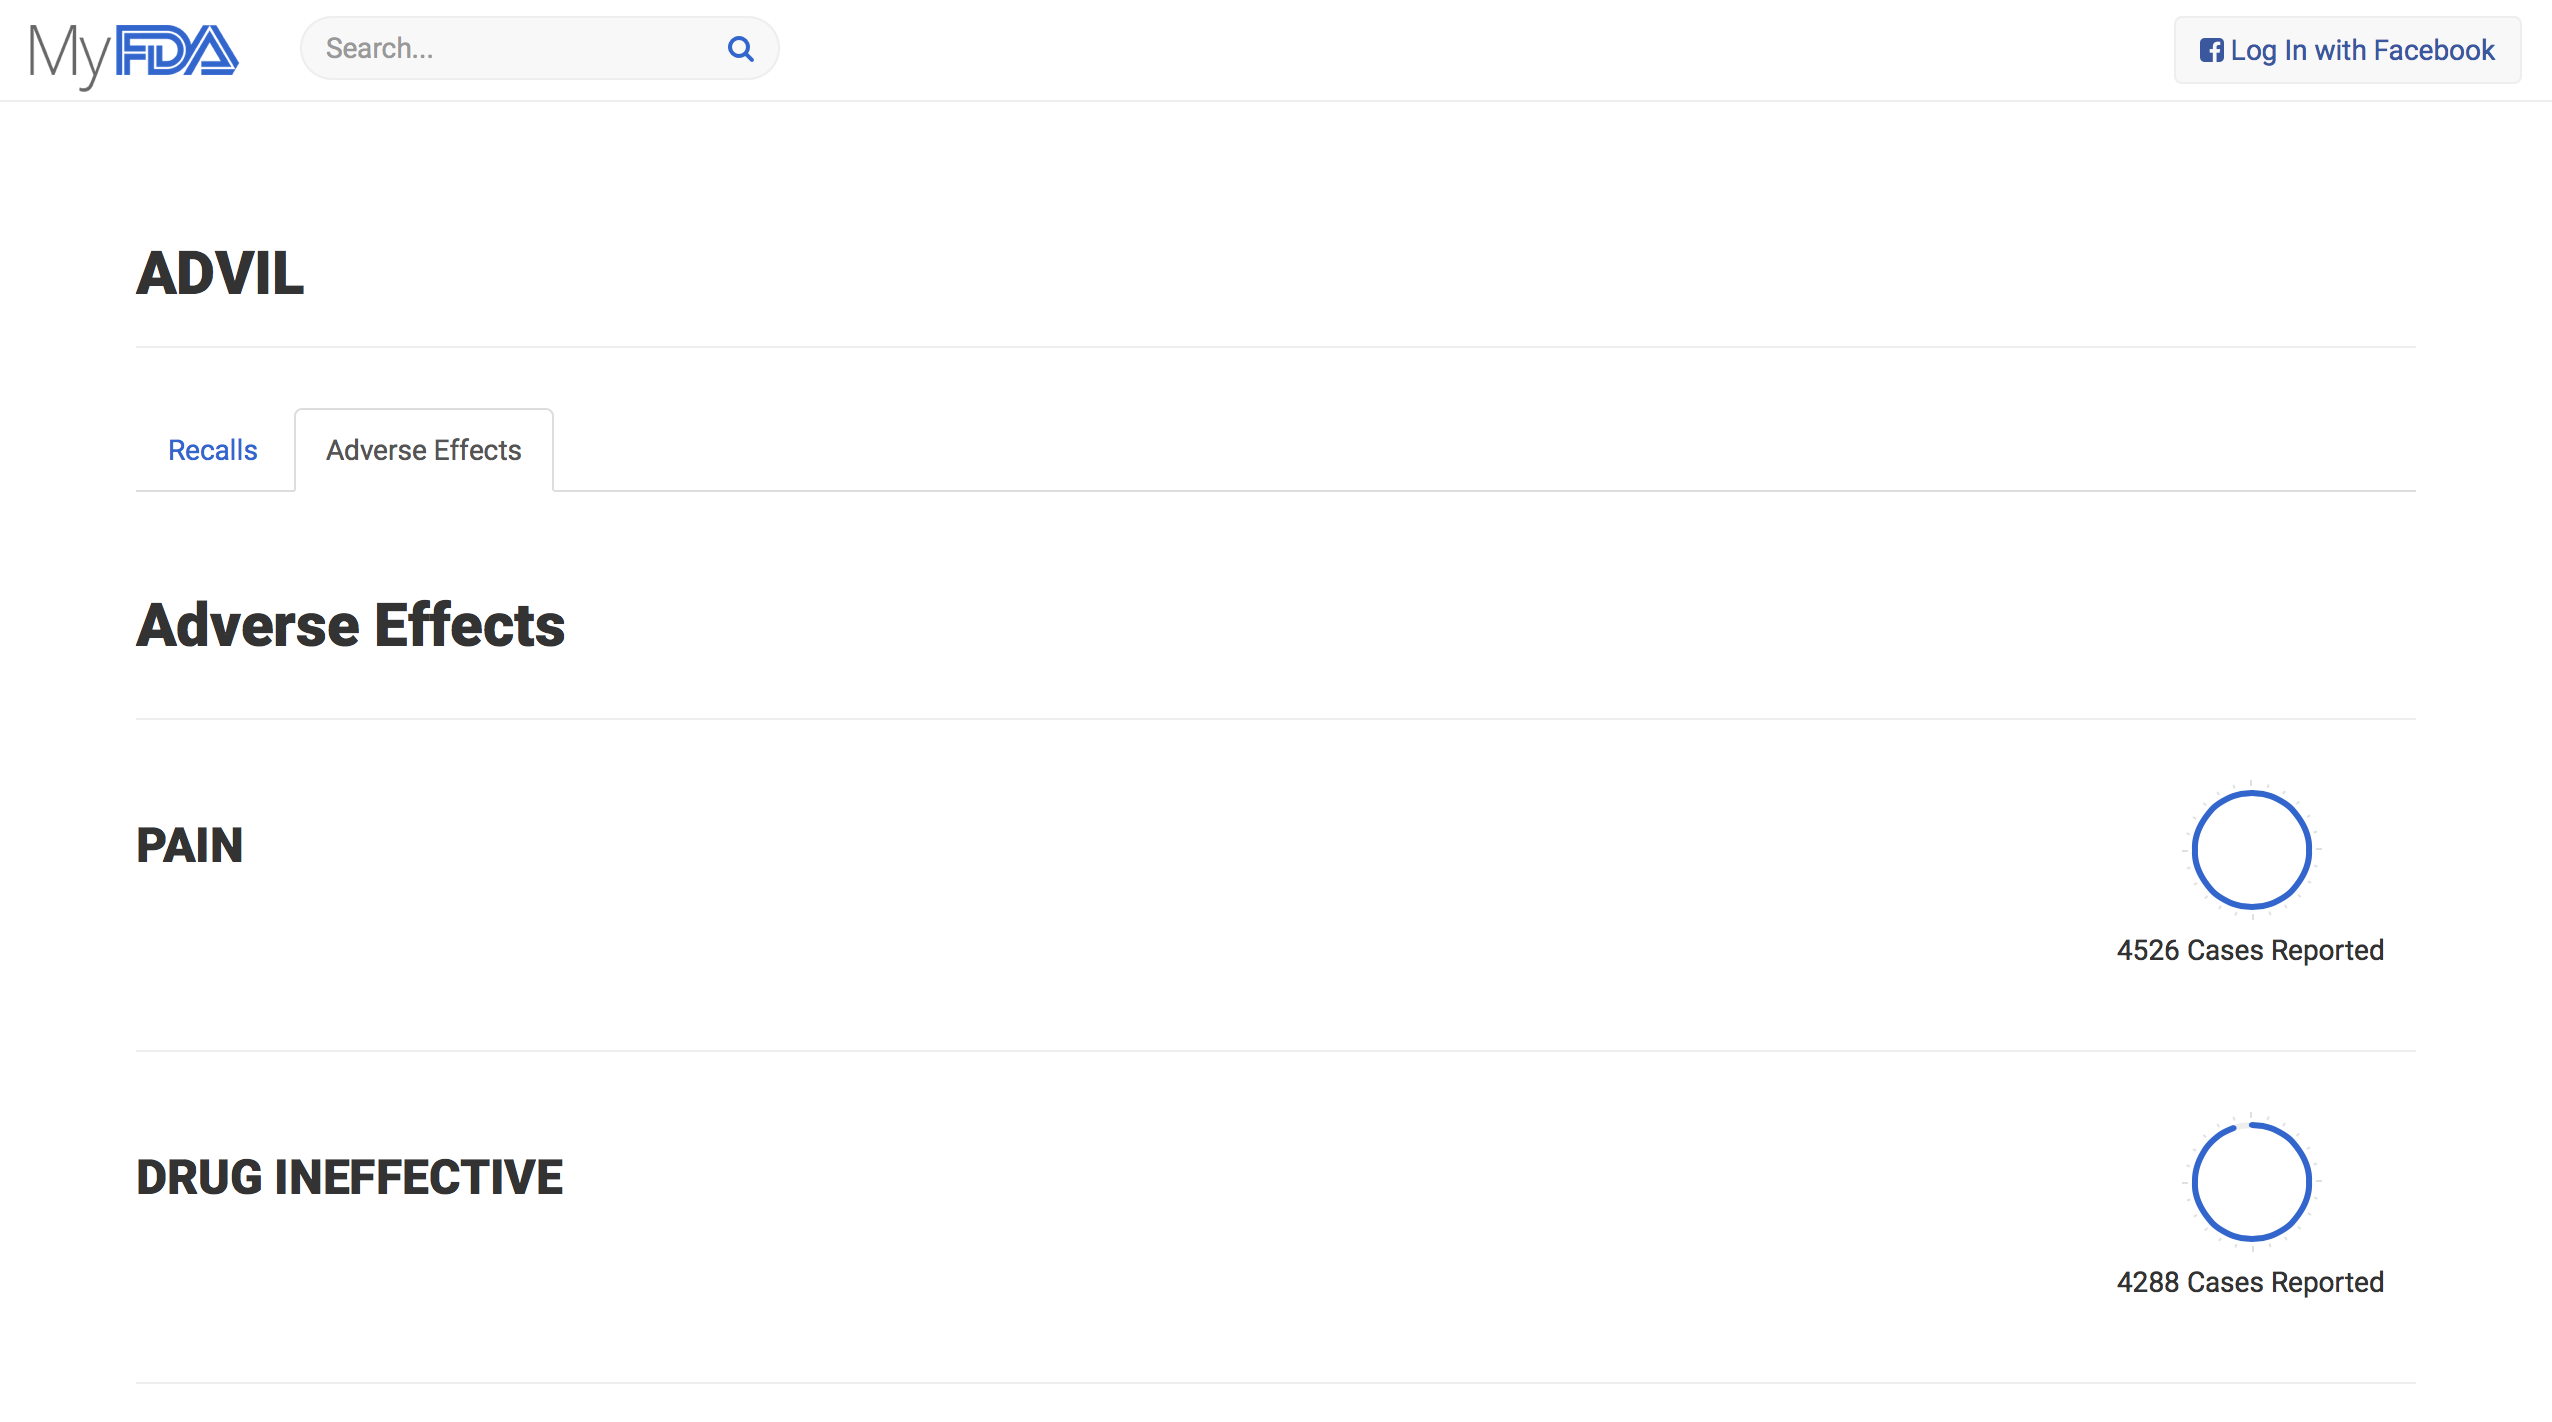 MyFDA
Search...
Log In with Facebook
ADVIL
Recalls
Adverse Effects
Adverse Effects
PAIN
4526 Cases Reported
DRUG INEFFECTIVE
4288 Cases Reported